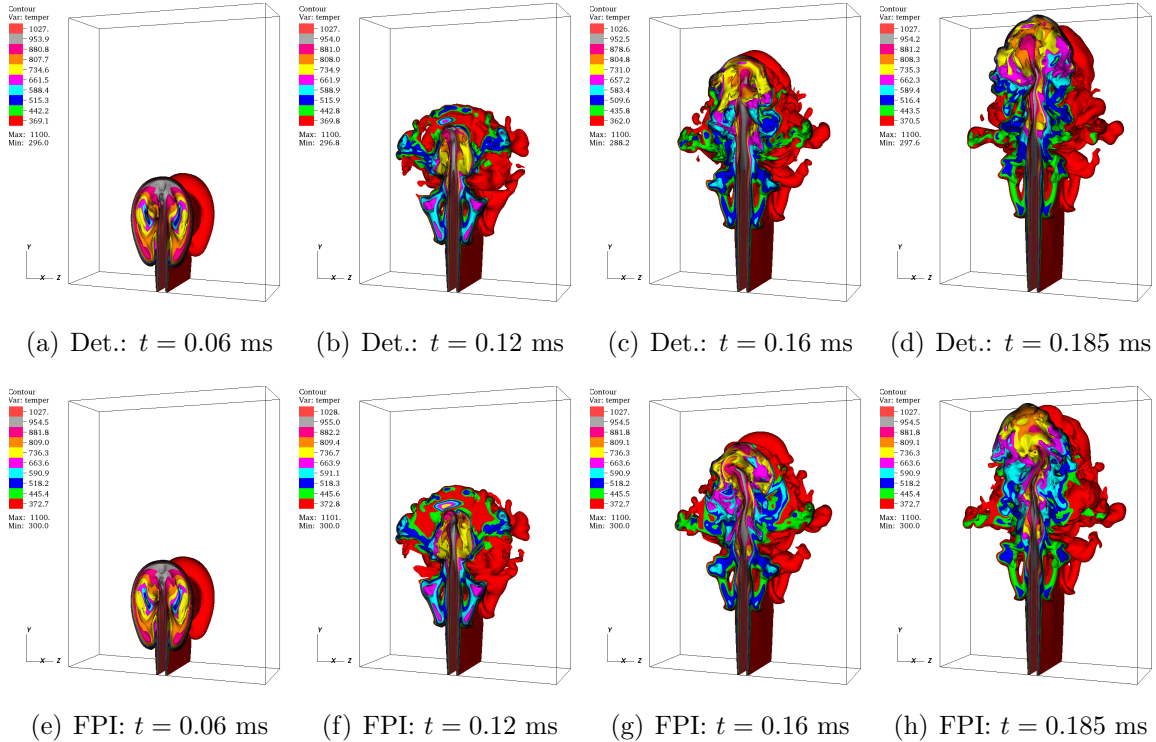 Contour
Var: temper
1027.
953.9
880.8
807.7
734.6
661.5
588.4
515.3
442.2
369.1
Max: 1100.
Min: 296.0
Y
X Z
Contour
Var: temper
1027.
954.0
881.0
808.0
734.9
661.9
588.9
515.9
442.8
369.8
Max: 1100.
Min: 296.8
Y
X Z
Contour
Var: temper
1026.
952.5
878.6
804.8
731.0
657.2
583.4
509.6
435.8
362.0
Max: 1100.
Min: 288.2
Y
X Z
Contour
Var: temper
1027.
954.2
881.2
808.3
735.3
662.3
589.4
516.4
443.5
370.5
Max: 1100.
Min: 297.6
Y
X Z
(a) Det.: t = 0.06 ms
(b) Det.: t = 0.12 ms
(c) Det.: t = 0.16 ms
(d) Det.: t = 0.185 ms
Contour
Var: temper
1027.
954.5
881.8
809.0
736.3
663.6
590.9
518.2
445.4
372.7
Max: 1100.
Min: 300.0
Y
X Z
Contour
Var: temper
1028.
955.0
882.2
809.4
736.7
663.9
591.1
518.3
445.6
372.8
Max: 1101.
Min: 300.0
Y
X Z
Contour
Var: temper
1027.
954.5
881.8
809.1
736.3
663.6
590.9
518.2
445.5
372.7
Max: 1100.
Min: 300.0
Y
X Z
Contour
Var: temper
1027.
954.5
881.8
809.1
736.3
663.6
590.9
518.2
445.5
372.7
Max: 1100.
Min: 300.0
Y
X Z
(e) FPI: t = 0.06 ms
(f) FPI: t = 0.12 ms
(g) FPI: t = 0.16 ms
(h) FPI: t = 0.185 ms